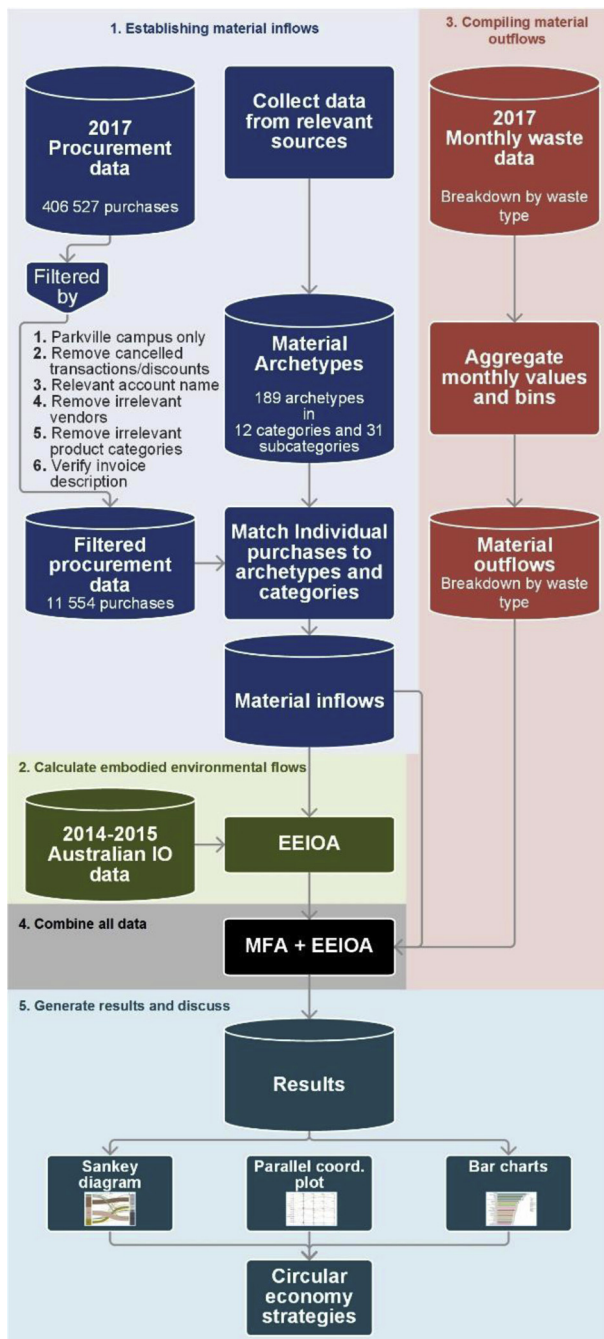 1. Establishing material inflows
2017
Procurement
data
406 527 purchases
Filtered
by
1. Parkville campus only
2. Remove cancelled
transactions/discounts
3. Relevant account name
4. Remove irrelevant
vendors
5. Remove irrelevant
product categories
6. Verify invoice
description
Filtered
procurement
data
11 554 purchases
Collect data
from relevant
sources
Material
Archetypes
189 archetypes
in
12 categories and 31
subcategories
Match Individual
purchases to
archetypes and
categories
Material inflows
3. Compiling material
outflows
2017
Monthly waste
data
Breakdown by waste
type
Aggregate
monthly values
and bins
Material
outflows
Breakdown by waste
type
2. Calculate embodied environmental flows
2014-2015
Australian IO
data
EEIOA
4. Combine all data
MFA + EEIOA
5. Generate results and discuss
Results
Sankey
diagram
Parallel coord.
plot
Bar charts
Circular
economy
strategies